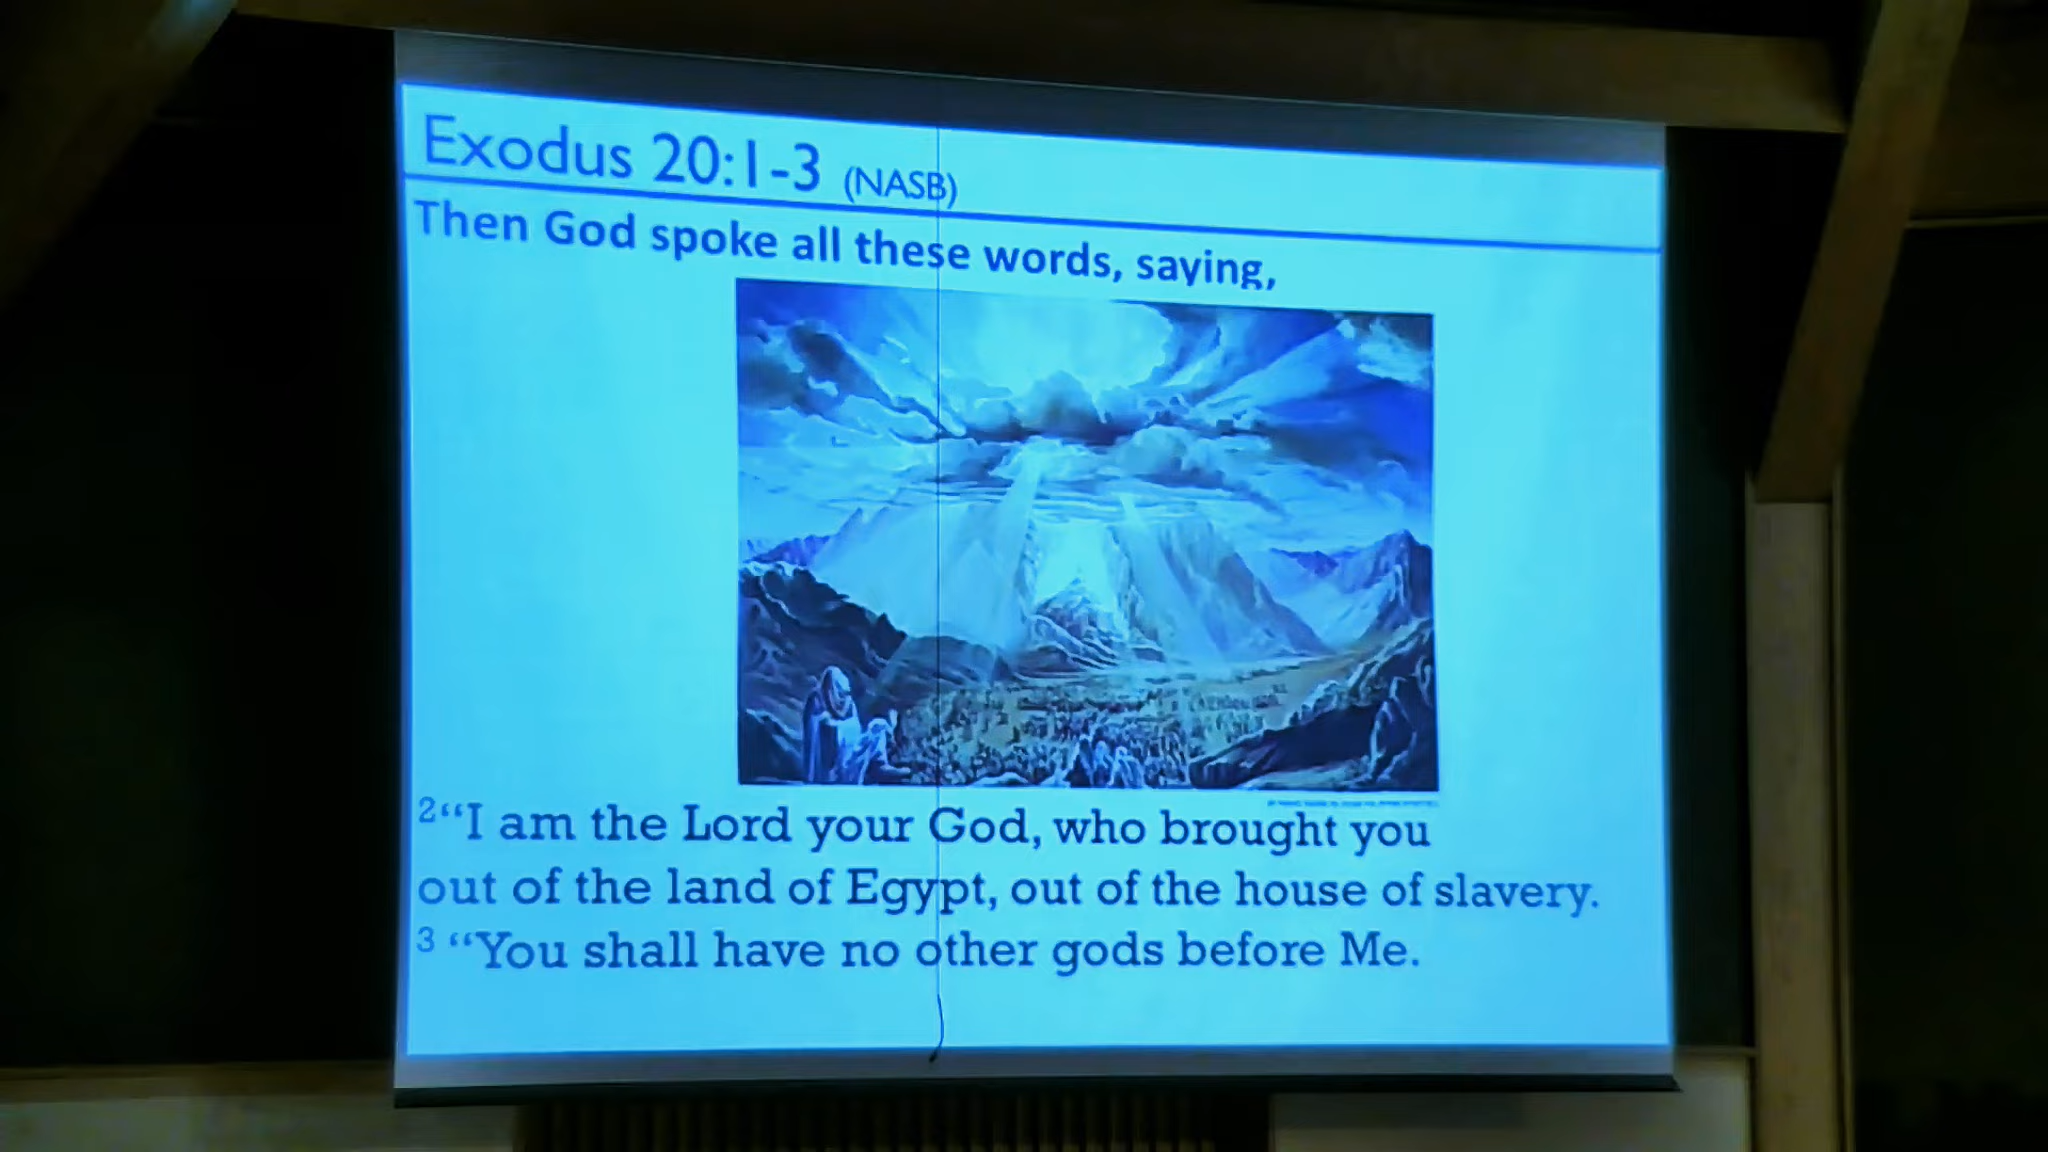 Exodus 20:1-3 (NASB)
Then God spoke all these words, saying,
2“I am the Lord your God, who brought you
out of the land of Egypt, out of the house of slavery.
3 “You shall have no other gods before Me.